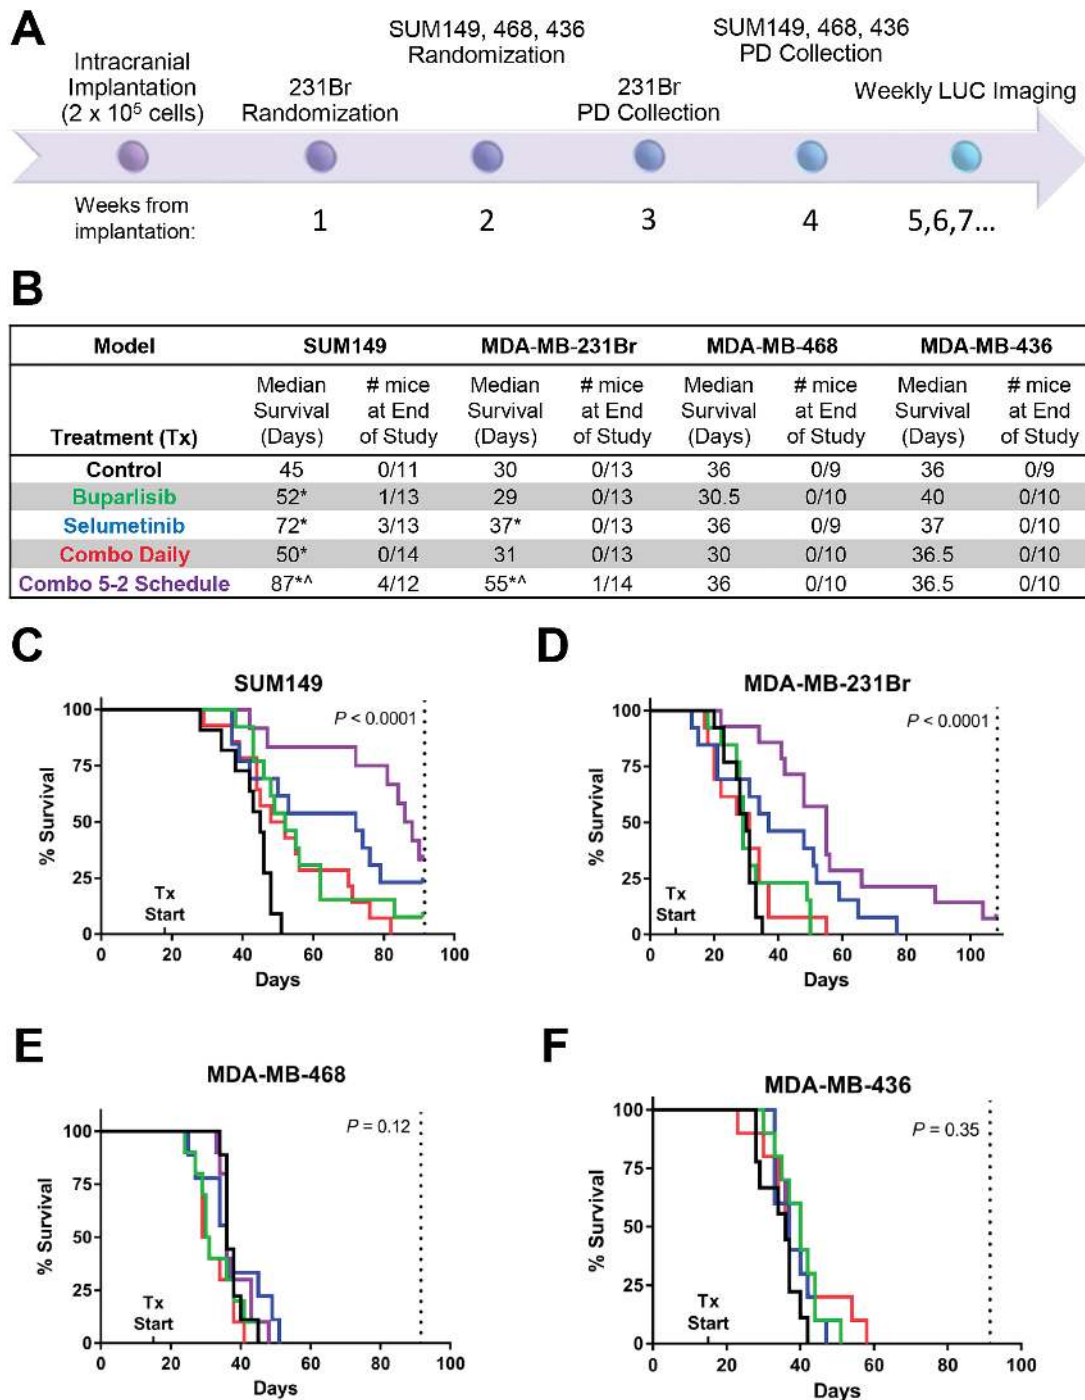 A
Intracranial
Implantation
(2 x 10⁵ cells)
231Br
Randomization
SUM149, 468, 436
Randomization
231Br
PD Collection
SUM149, 468, 436
PD Collection
Weekly LUC Imaging
Weeks from
implantation:
1
2
3
4
5,6,7...
B
Model SUM149 MDA-MB-231Br MDA-MB-468 MDA-MB-436
Treatment (Tx) Median Survival (Days) # mice at End of Study Median Survival (Days) # mice at End of Study Median Survival (Days) # mice at End of Study Median Survival (Days) # mice at End of Study
Control 45 0/11 30 0/13 36 0/9 36 0/9
Buparlisib 52* 1/13 29 0/13 30.5 0/10 40 0/10
Selumetinib 72* 3/13 37* 0/13 36 0/9 37 0/10
Combo Daily 50* 0/14 31 0/13 30 0/10 36.5 0/10
Combo 5-2 Schedule 87*^ 4/12 55*^ 1/14 36 0/10 36.5 0/10
C
SUM149
P < 0.0001
% Survival
100
75
50
25
0
Tx
Start
0 20 40 60 80 100
Days
D
MDA-MB-231Br
P < 0.0001
% Survival
100
75
50
25
0
Tx
Start
0 20 40 60 80 100
Days
E
MDA-MB-468
P = 0.12
% Survival
100
75
50
25
0
Tx
Start
0 20 40 60 80 100
Days
F
MDA-MB-436
P = 0.35
% Survival
100
75
50
25
0
Tx
Start
0 20 40 60 80 100
Days